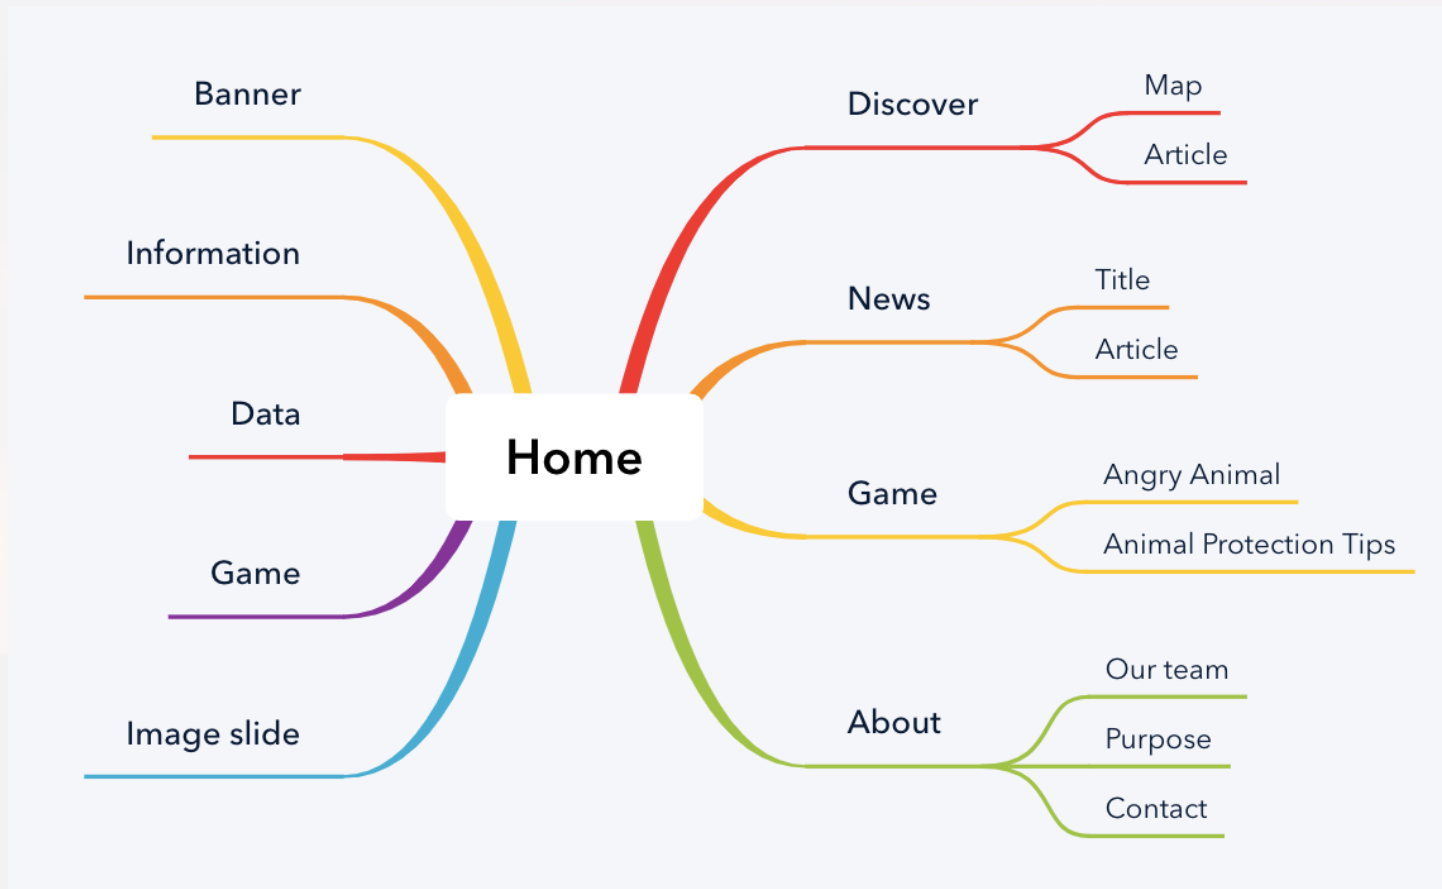 Banner
Information
Data
Game
Image slide
Home
Discover
Map
Article
News
Title
Article
Game
Angry Animal
Animal Protection Tips
About
Our team
Purpose
Contact